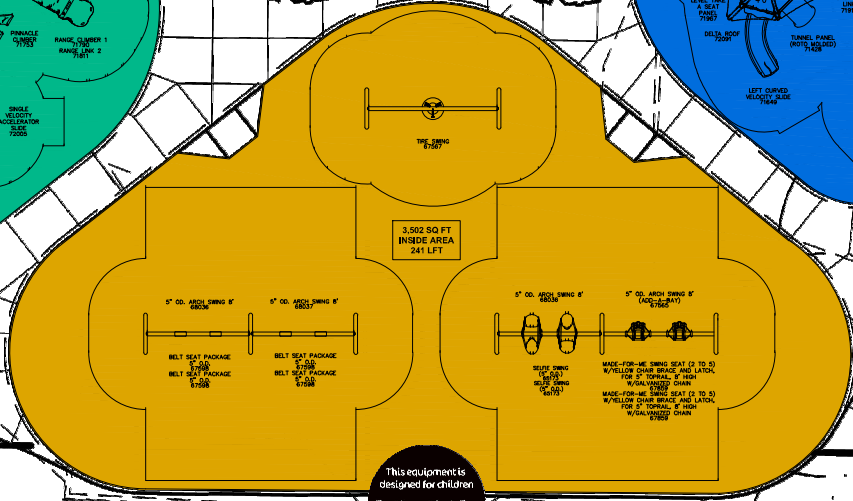 PINNACLE
CLIMBER
71753
RANGE CLIMBER 1
71790
RANGE LINK 2
71811
SINGLE
VELOCITY
ACCELERATOR
SLIDE
72005
A SEAT
PANEL
71967
DELTA ROOF
72091
TUNNEL PANEL
(ROTO MOLDED)
71428
LEFT CURVED
VELOCITY SLIDE
71649
TIRE SWING
67587
3,502 SQ FT
INSIDE AREA
241 LFT
5" OD. ARCH SWING 8'
68036
5" OD. ARCH SWING 8'
68037
BELT SEAT PACKAGE
5" O.D.
67598
BELT SEAT PACKAGE
5" O.D.
67598
BELT SEAT PACKAGE
5" O.D.
67598
BELT SEAT PACKAGE
5" O.D.
67598
5" OD. ARCH SWING 8'
68036
5" OD. ARCH SWING 8'
(ADD-A-BAY)
67565
SELFIE SWING
(5" O.D.)
65173
SELFIE SWING
(5" O.D.)
65173
MADE-FOR-ME SWING SEAT (2 TO 5)
W/YELLOW CHAIR BRACE AND LATCH,
FOR 5" TOPRAIL, 8' HIGH
W/GALVANIZED CHAIN
67859
MADE-FOR-ME SWING SEAT (2 TO 5)
W/YELLOW CHAIR BRACE AND LATCH,
FOR 5" TOPRAIL, 8' HIGH
W/GALVANIZED CHAIN
67859
This equipment is
designed for children